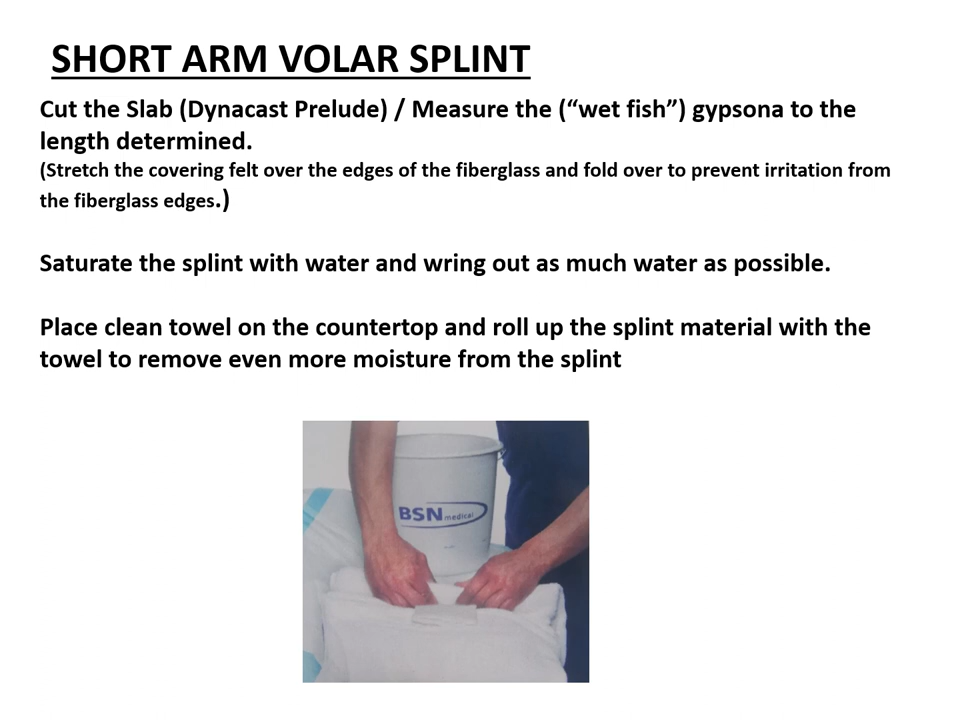 SHORT ARM VOLAR SPLINT
Cut the Slab (Dynacast Prelude) / Measure the (“wet fish”) gypsona to the
length determined.
(Stretch the covering felt over the edges of the fiberglass and fold over to prevent irritation from
the fiberglass edges.)
Saturate the splint with water and wring out as much water as possible.
Place clean towel on the countertop and roll up the splint material with the
towel to remove even more moisture from the splint
BSN medical